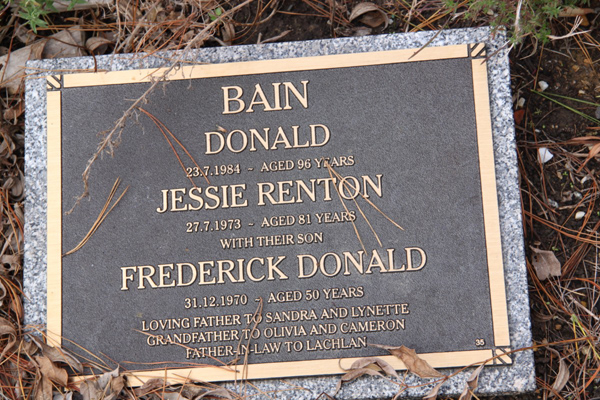 BAIN
DONALD
23.7.1984 ~ AGED 96 YEARS
JESSIE RENTON
27.7.1973 ~ AGED 81 YEARS
WITH THEIR SON
FREDERICK DONALD
31.12.1970 ~ AGED 50 YEARS
LOVING FATHER TO SANDRA AND LYNETTE
GRANDFATHER TO OLIVIA AND CAMERON
FATHER-IN-LAW TO LACHLAN
35